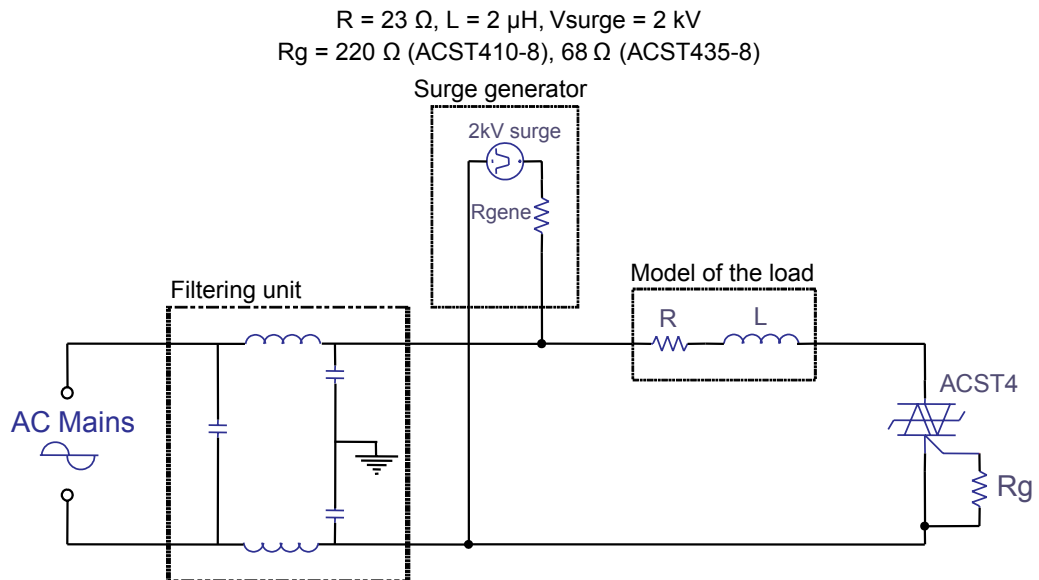 R = 23 Ω, L = 2 µH, Vsurge = 2 kV
Rg = 220 Ω (ACST410-8), 68 Ω (ACST435-8)
Surge generator
2kV surge
Rgene
Model of the load
Filtering unit
R
L
ACST4
AC Mains
Rg